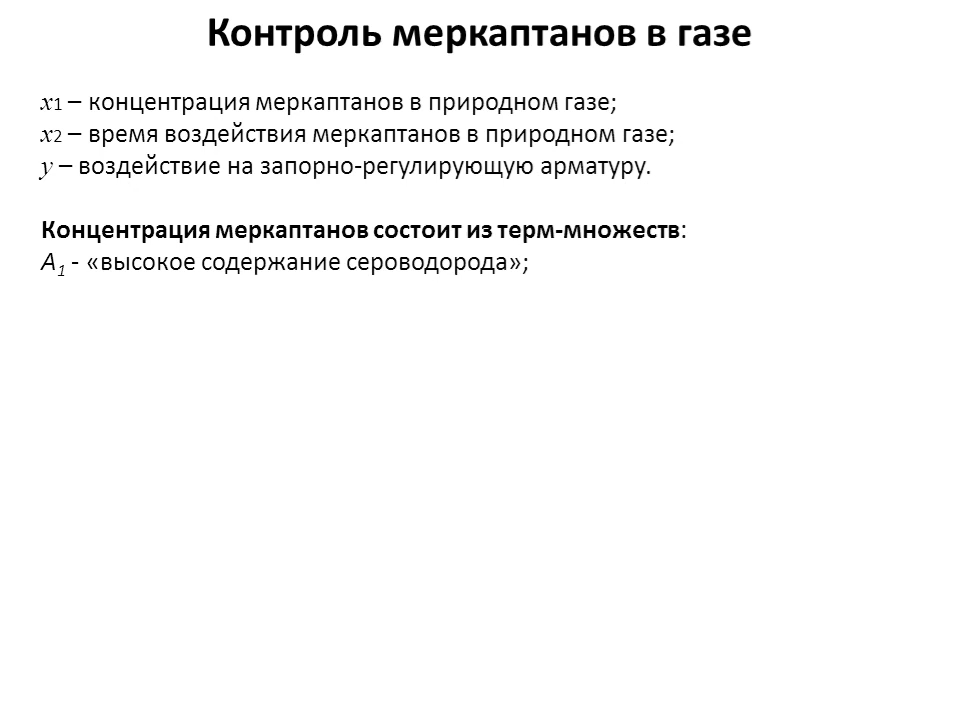 Контроль меркаптанов в газе
x1 – концентрация меркаптанов в природном газе;
x2 – время воздействия меркаптанов в природном газе;
y – воздействие на запорно-регулирующую арматуру.
Концентрация меркаптанов состоит из терм-множеств:
A1 - «высокое содержание сероводорода»;